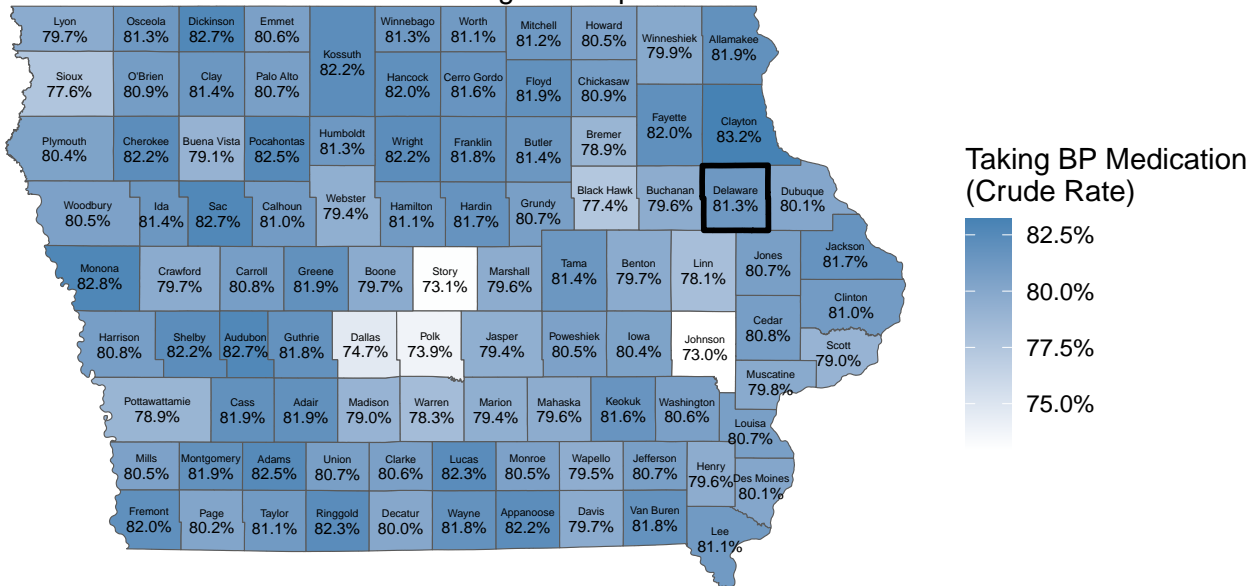 Lyon
79.7%
Osceola
81.3%
Dickinson
82.7%
Emmet
80.6%
Kossuth
82.2%
Winnebago
81.3%
Worth
81.1%
Mitchell
81.2%
Howard
80.5%
Winneshiek
79.9%
Allamakee
81.9%
Sioux
77.6%
O'Brien
80.9%
Clay
81.4%
Palo Alto
80.7%
Hancock
82.0%
Cerro Gordo
81.6%
Floyd
81.9%
Chickasaw
80.9%
Fayette
82.0%
Clayton
83.2%
Plymouth
80.4%
Cherokee
82.2%
Buena Vista
79.1%
Pocahontas
82.5%
Humboldt
81.3%
Wright
82.2%
Franklin
81.8%
Butler
81.4%
Bremer
78.9%
Woodbury
80.5%
Ida
81.4%
Sac
82.7%
Calhoun
81.0%
Webster
79.4%
Hamilton
81.1%
Hardin
81.7%
Grundy
80.7%
Black Hawk
77.4%
Buchanan
79.6%
Delaware
81.3%
Dubuque
80.1%
Monona
82.8%
Crawford
79.7%
Carroll
80.8%
Greene
81.9%
Boone
79.7%
Story
73.1%
Marshall
79.6%
Tama
81.4%
Benton
79.7%
Linn
78.1%
Jones
80.7%
Jackson
81.7%
Clinton
81.0%
Harrison
80.8%
Shelby
82.2%
Audubon
82.7%
Guthrie
81.8%
Dallas
74.7%
Polk
73.9%
Jasper
79.4%
Poweshiek
80.5%
Iowa
80.4%
Johnson
73.0%
Cedar
80.8%
Scott
79.0%
Muscatine
79.8%
Pottawattamie
78.9%
Cass
81.9%
Adair
81.9%
Madison
79.0%
Warren
78.3%
Marion
79.4%
Mahaska
79.6%
Keokuk
81.6%
Washington
80.6%
Louisa
80.7%
Mills
80.5%
Montgomery
81.9%
Adams
82.5%
Union
80.7%
Clarke
80.6%
Lucas
82.3%
Monroe
80.5%
Wapello
79.5%
Jefferson
80.7%
Henry
79.6%
Des Moines
80.1%
Fremont
82.0%
Page
80.2%
Taylor
81.1%
Ringgold
82.3%
Decatur
80.0%
Wayne
81.8%
Appanoose
82.2%
Davis
79.7%
Van Buren
81.8%
Lee
81.1%
Taking BP Medication
(Crude Rate)
82.5%
80.0%
77.5%
75.0%